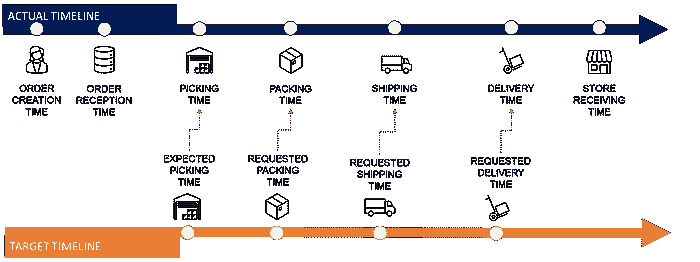 ACTUAL TIMELINE
ORDER
CREATION
TIME
ORDER
RECEPTION
TIME
PICKING
TIME
PACKING
TIME
SHIPPING
TIME
DELIVERY
TIME
STORE
RECEIVING
TIME
EXPECTED
PICKING
TIME
REQUESTED
PACKING
TIME
REQUESTED
SHIPPING
TIME
REQUESTED
DELIVERY
TIME
TARGET TIMELINE